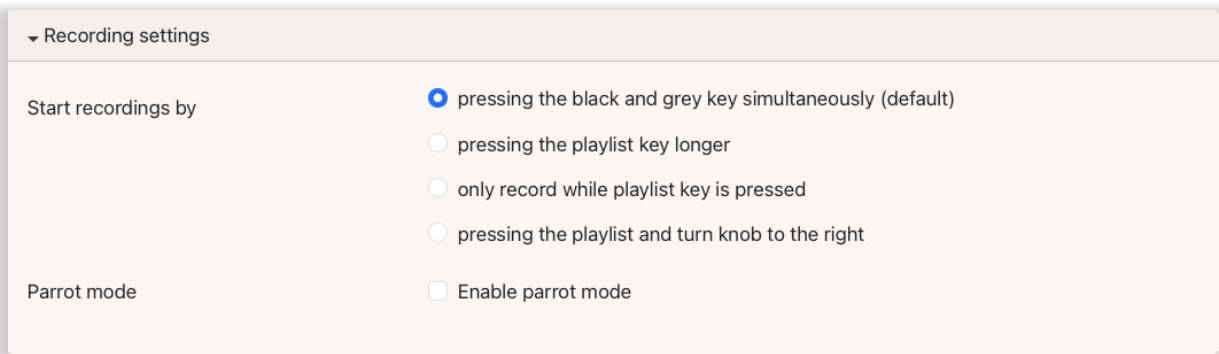 Recording settings
Start recordings by
pressing the black and grey key simultaneously (default)
pressing the playlist key longer
only record while playlist key is pressed
pressing the playlist and turn knob to the right
Parrot mode
Enable parrot mode